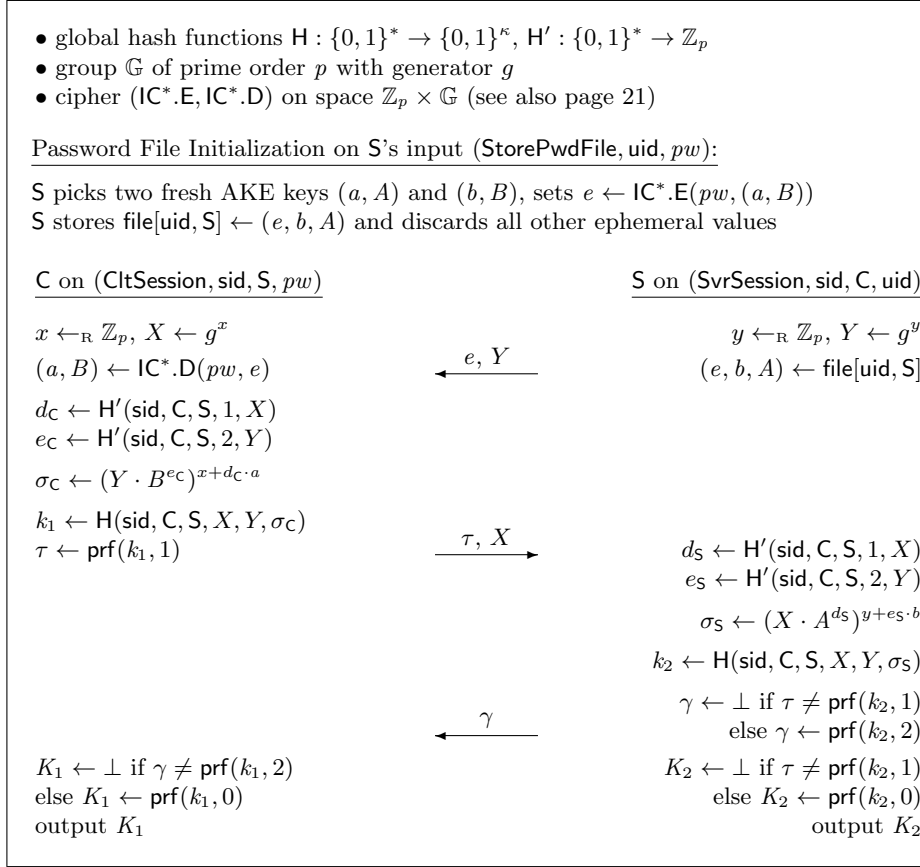 • global hash functions H : {0, 1}* → {0, 1}^κ, H′ : {0, 1}* → ℤ_p
• group 𝔾 of prime order p with generator g
• cipher (IC*.E, IC*.D) on space ℤ_p × 𝔾 (see also page 21)
Password File Initialization on S's input (StorePwdFile, uid, pw):
S picks two fresh AKE keys (a, A) and (b, B), sets e ← IC*.E(pw, (a, B))
S stores file[uid, S] ← (e, b, A) and discards all other ephemeral values
C on (CltSession, sid, S, pw) S on (SvrSession, sid, C, uid)
x ←_R ℤ_p, X ← g^x y ←_R ℤ_p, Y ← g^y
(a, B) ← IC*.D(pw, e) e, Y (e, b, A) ← file[uid, S]
d_C ← H′(sid, C, S, 1, X)
e_C ← H′(sid, C, S, 2, Y)
σ_C ← (Y · B^{e_C})^{x+d_C·a}
k_1 ← H(sid, C, S, X, Y, σ_C)
τ ← prf(k_1, 1) τ, X d_S ← H′(sid, C, S, 1, X)
e_S ← H′(sid, C, S, 2, Y)
σ_S ← (X · A^{d_S})^{y+e_S·b}
k_2 ← H(sid, C, S, X, Y, σ_S)
γ ← ⊥ if τ ≠ prf(k_2, 1)
γ else γ ← prf(k_2, 2)
K_1 ← ⊥ if γ ≠ prf(k_1, 2) K_2 ← ⊥ if τ ≠ prf(k_2, 1)
else K_1 ← prf(k_1, 0) else K_2 ← prf(k_2, 0)
output K_1 output K_2